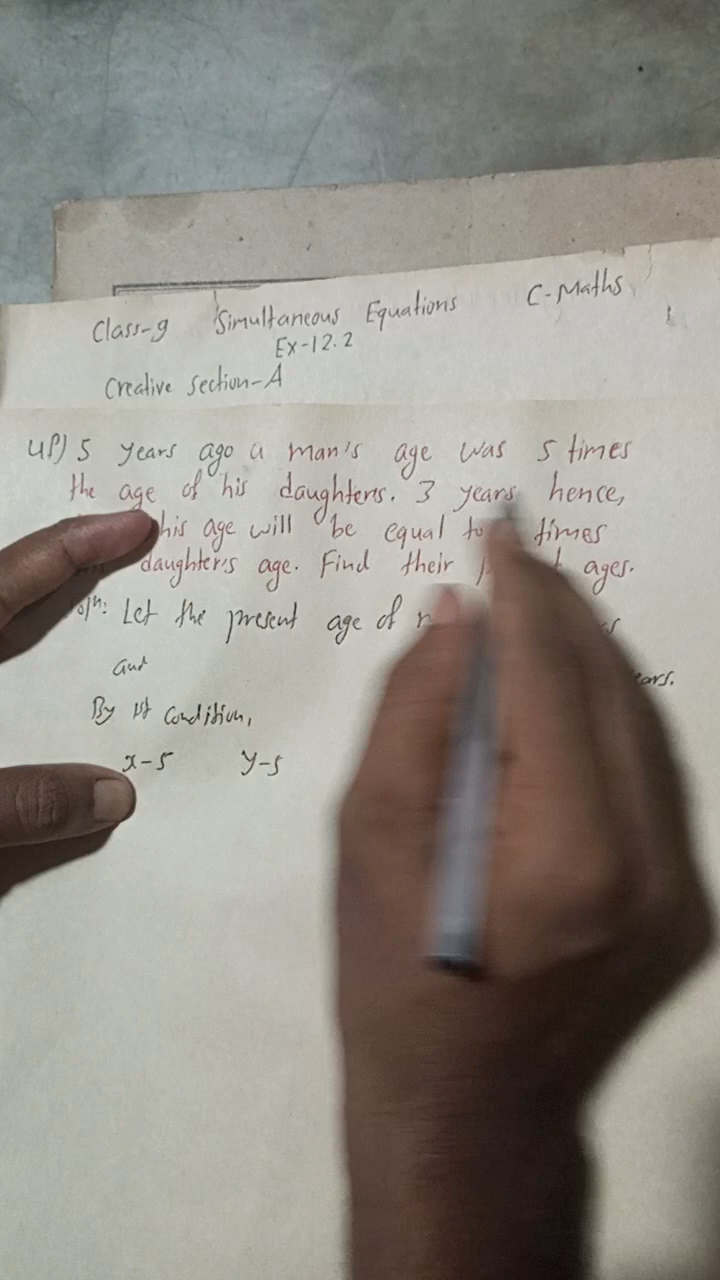 Class-9 Simultaneous Equations C-Maths
Ex-12.2
Creative section-A
4b) 5 years ago a man's age was 5 times
the age of his daughters. 3 years hence,
his age will be equal to times
daughter's age. Find their ages.
Let the present age of
and
By 1st condition,
x-5 y-5